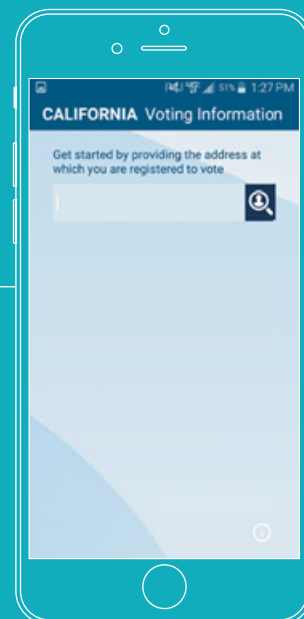 51% 1:27 PM
CALIFORNIA Voting Information
Get started by providing the address at
which you are registered to vote